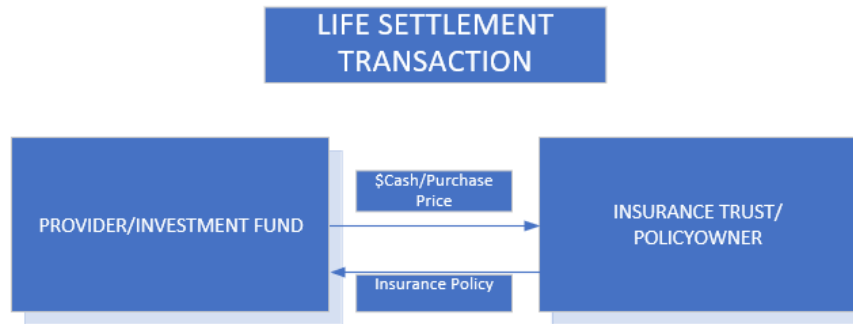 LIFE SETTLEMENT
TRANSACTION
$Cash/Purchase
Price
PROVIDER/INVESTMENT FUND
INSURANCE TRUST/
POLICYOWNER
Insurance Policy